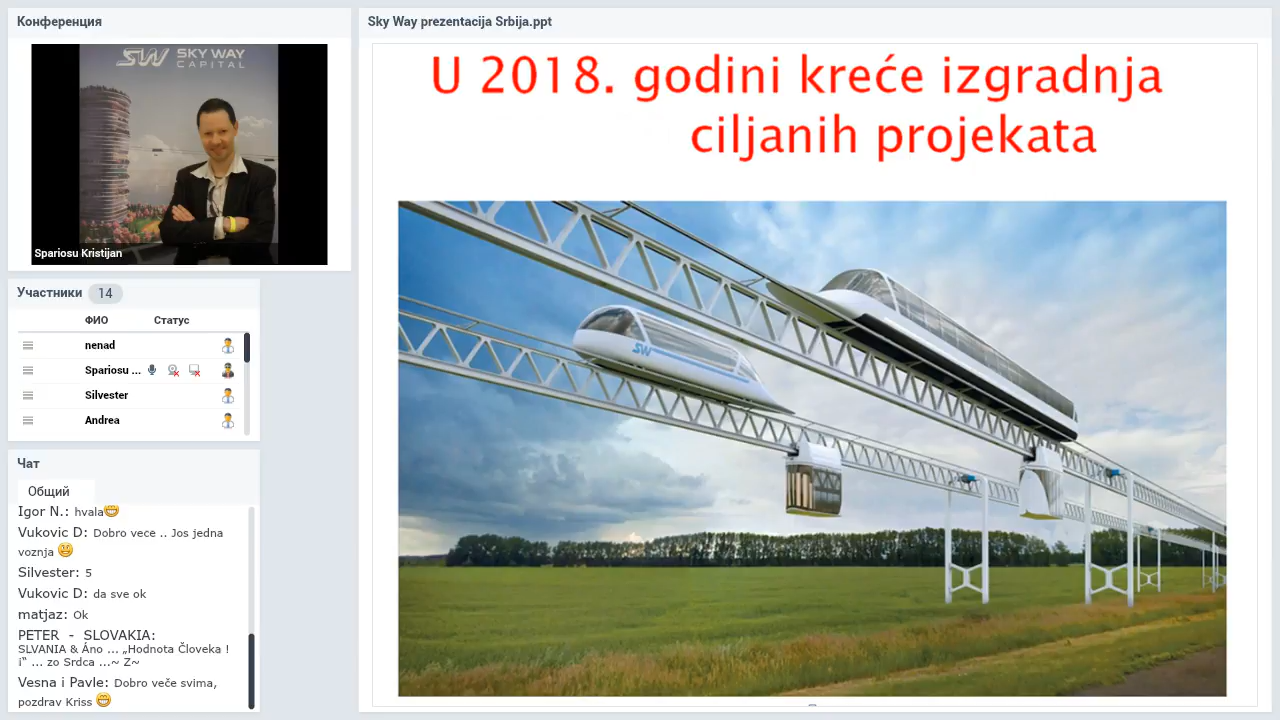 Конференция
SKY WAY
CAPITAL
Spariosu Kristijan
Участники 14
ФИО Статус
nenad
Spariosu ...
Silvester
Andrea
Чат
Общий
Igor N.: hvala
Vukovic D: Dobro vece .. Jos jedna
voznja
Silvester: 5
Vukovic D: da sve ok
matjaz: Ok
PETER - SLOVAKIA:
SLVANIA & Áno ... „Hodnota Človeka !
i“ ... zo Srdca ...~ Z~
Vesna i Pavle: Dobro veče svima,
pozdrav Kriss
Sky Way prezentacija Srbija.ppt
U 2018. godini kreće izgradnja
ciljanih projekata
SW